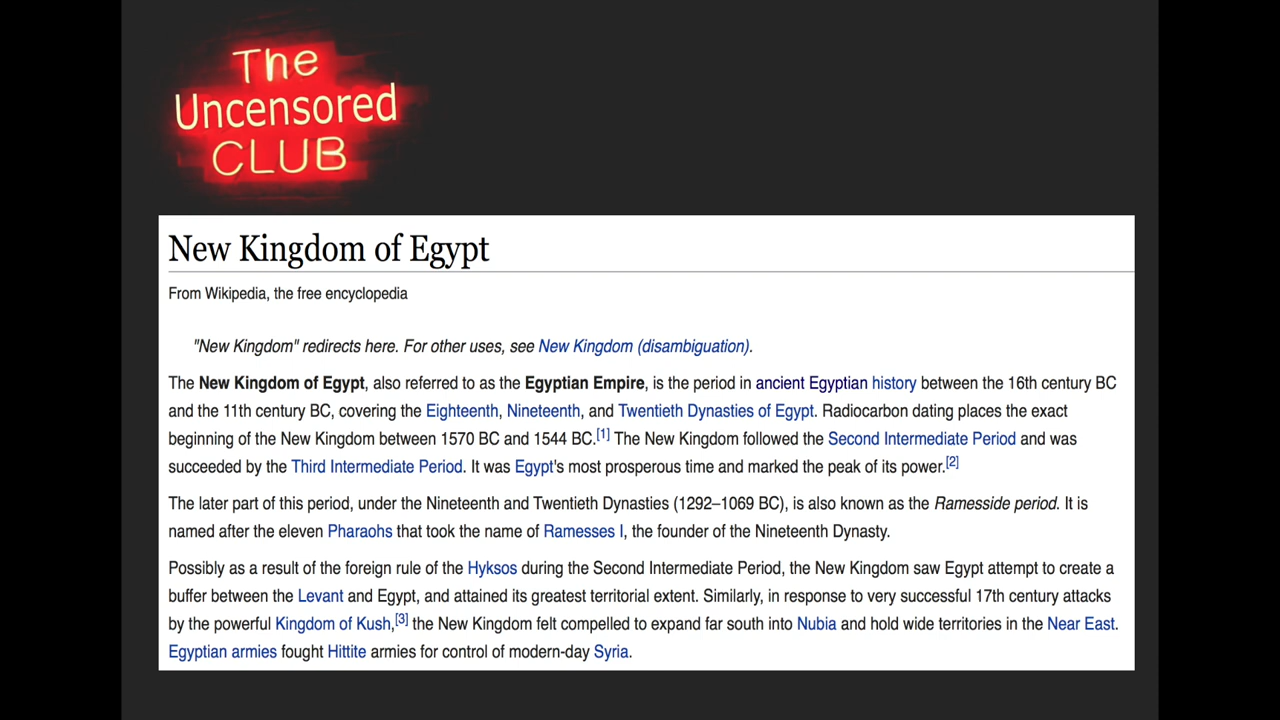 The
Uncensored
CLUB
New Kingdom of Egypt
From Wikipedia, the free encyclopedia
"New Kingdom" redirects here. For other uses, see New Kingdom (disambiguation).
The New Kingdom of Egypt, also referred to as the Egyptian Empire, is the period in ancient Egyptian history between the 16th century BC
and the 11th century BC, covering the Eighteenth, Nineteenth, and Twentieth Dynasties of Egypt. Radiocarbon dating places the exact
beginning of the New Kingdom between 1570 BC and 1544 BC.[1] The New Kingdom followed the Second Intermediate Period and was
succeeded by the Third Intermediate Period. It was Egypt's most prosperous time and marked the peak of its power.[2]
The later part of this period, under the Nineteenth and Twentieth Dynasties (1292–1069 BC), is also known as the Ramesside period. It is
named after the eleven Pharaohs that took the name of Ramesses I, the founder of the Nineteenth Dynasty.
Possibly as a result of the foreign rule of the Hyksos during the Second Intermediate Period, the New Kingdom saw Egypt attempt to create a
buffer between the Levant and Egypt, and attained its greatest territorial extent. Similarly, in response to very successful 17th century attacks
by the powerful Kingdom of Kush,[3] the New Kingdom felt compelled to expand far south into Nubia and hold wide territories in the Near East.
Egyptian armies fought Hittite armies for control of modern-day Syria.